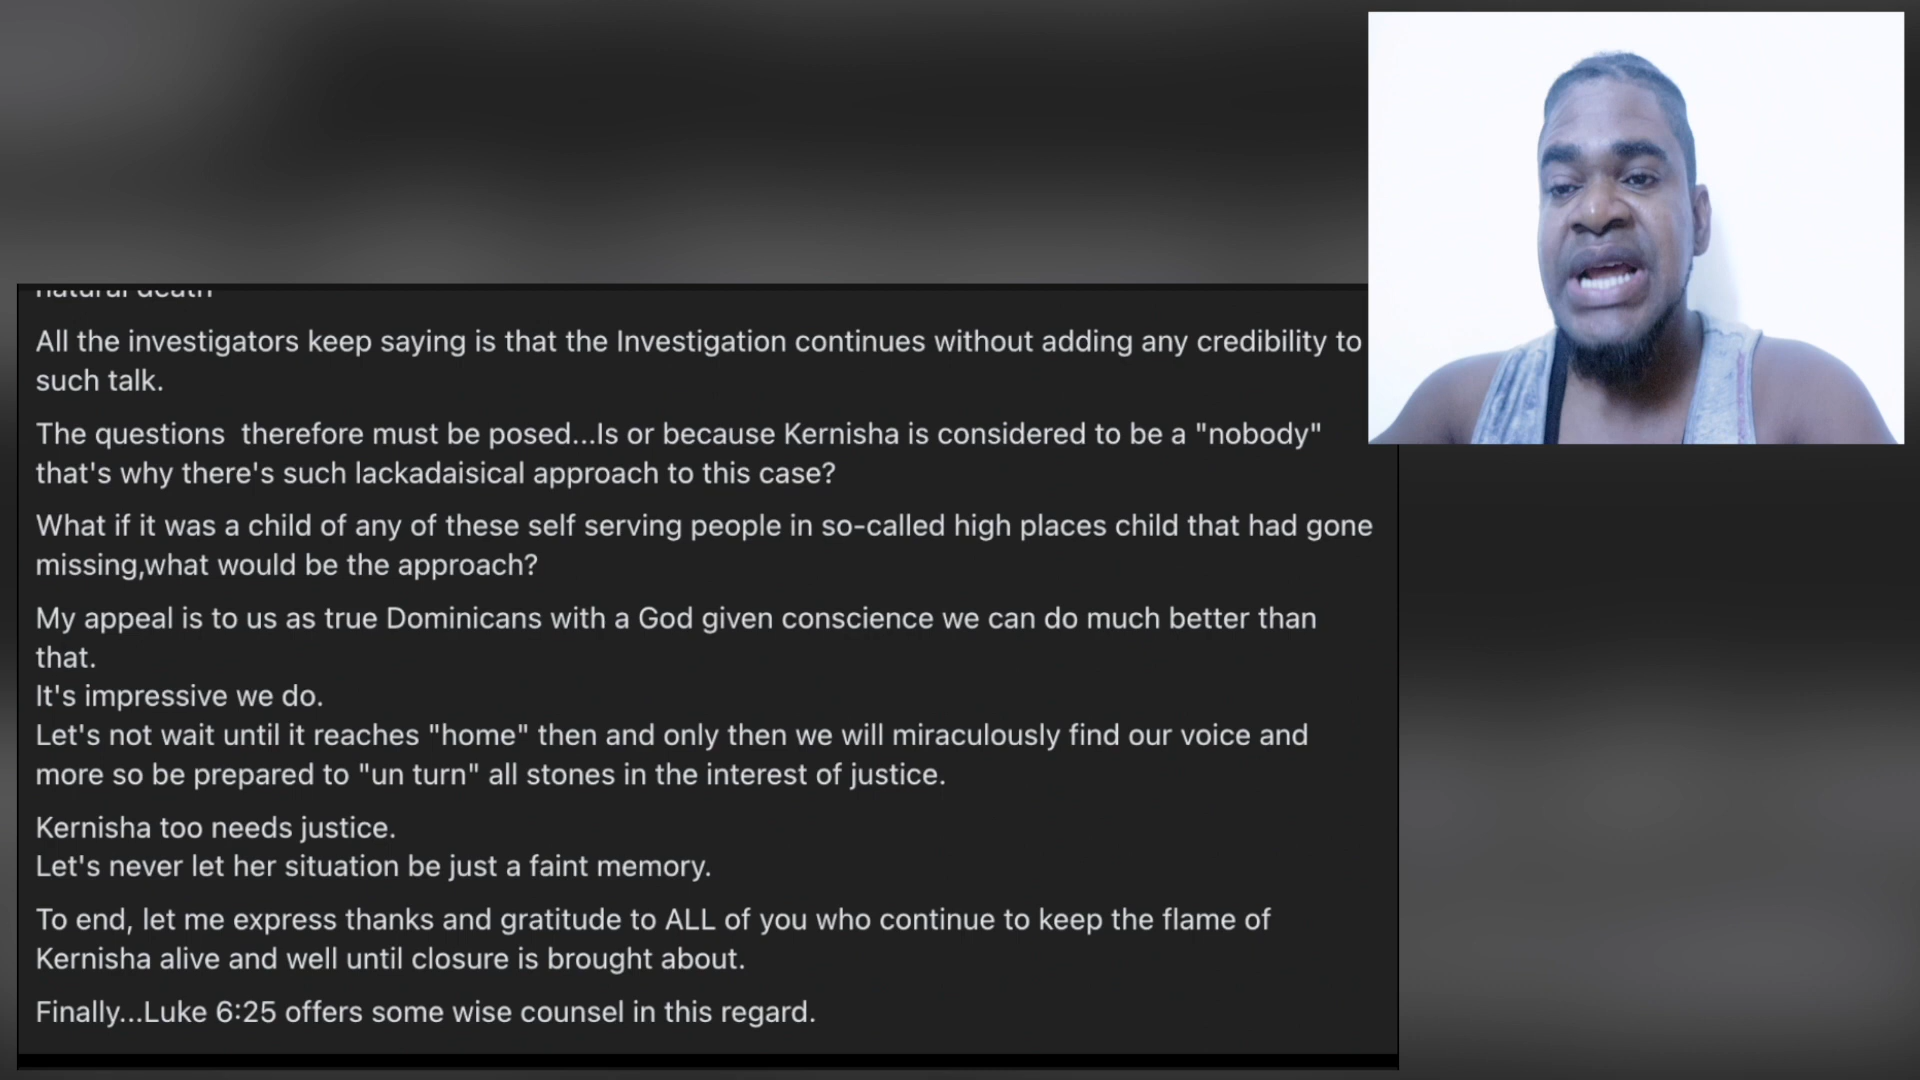 natural death
All the investigators keep saying is that the Investigation continues without adding any credibility to
such talk.
The questions  therefore must be posed...Is or because Kernisha is considered to be a "nobody"
that's why there's such lackadaisical approach to this case?
What if it was a child of any of these self serving people in so-called high places child that had gone
missing,what would be the approach?
My appeal is to us as true Dominicans with a God given conscience we can do much better than
that.
It's impressive we do.
Let's not wait until it reaches "home" then and only then we will miraculously find our voice and
more so be prepared to "un turn" all stones in the interest of justice.
Kernisha too needs justice.
Let's never let her situation be just a faint memory.
To end, let me express thanks and gratitude to ALL of you who continue to keep the flame of
Kernisha alive and well until closure is brought about.
Finally...Luke 6:25 offers some wise counsel in this regard.